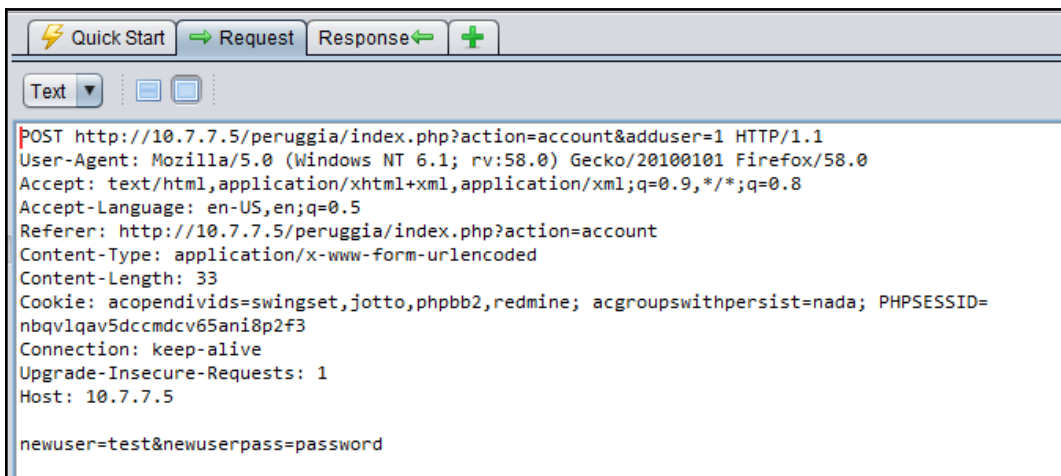 Quick Start Request Response
Text
POST http://10.7.7.5/peruggia/index.php?action=account&adduser=1 HTTP/1.1
User-Agent: Mozilla/5.0 (Windows NT 6.1; rv:58.0) Gecko/20100101 Firefox/58.0
Accept: text/html,application/xhtml+xml,application/xml;q=0.9,*/*;q=0.8
Accept-Language: en-US,en;q=0.5
Referer: http://10.7.7.5/peruggia/index.php?action=account
Content-Type: application/x-www-form-urlencoded
Content-Length: 33
Cookie: acopendivids=swingset,jotto,phpbb2,redmine; acgroupswithpersist=nada; PHPSESSID=
nbqvlqav5dccmdcv65ani8p2f3
Connection: keep-alive
Upgrade-Insecure-Requests: 1
Host: 10.7.7.5
newuser=test&newuserpass=password